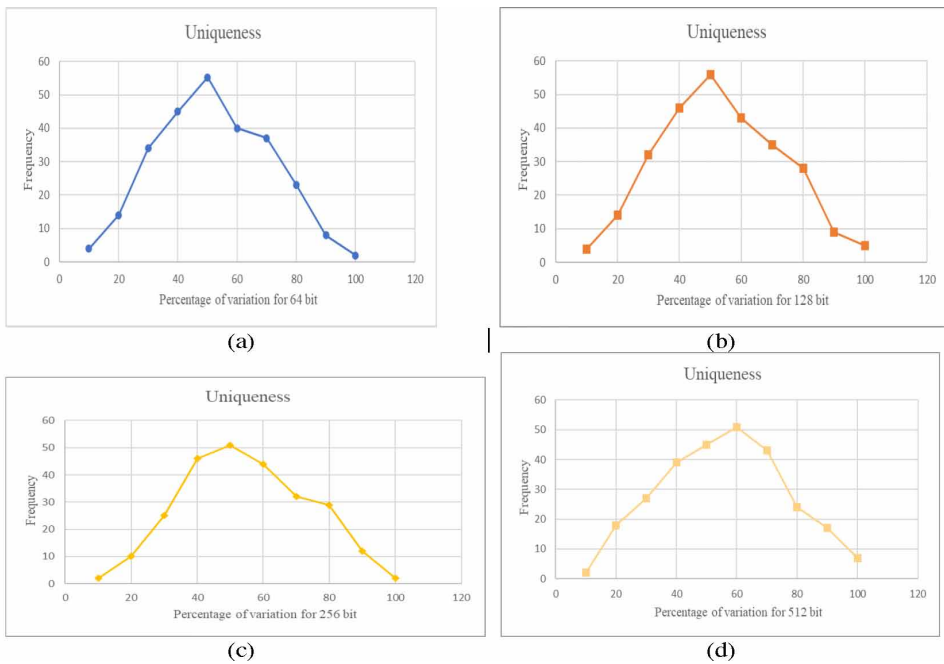 Uniqueness
60
50
40
30
20
10
0
Frequency
0 20 40 60 80 100 120
Percentage of variation for 64 bit
(a)
Uniqueness
60
50
40
30
20
10
0
Frequency
0 20 40 60 80 100 120
Percentage of variation for 128 bit
(b)
Uniqueness
60
50
40
30
20
10
0
Frequency
0 20 40 60 80 100 120
Percentage of variation for 256 bit
(c)
Uniqueness
60
50
40
30
20
10
0
Frequency
0 20 40 60 80 100 120
Percentage of variation for 512 bit
(d)